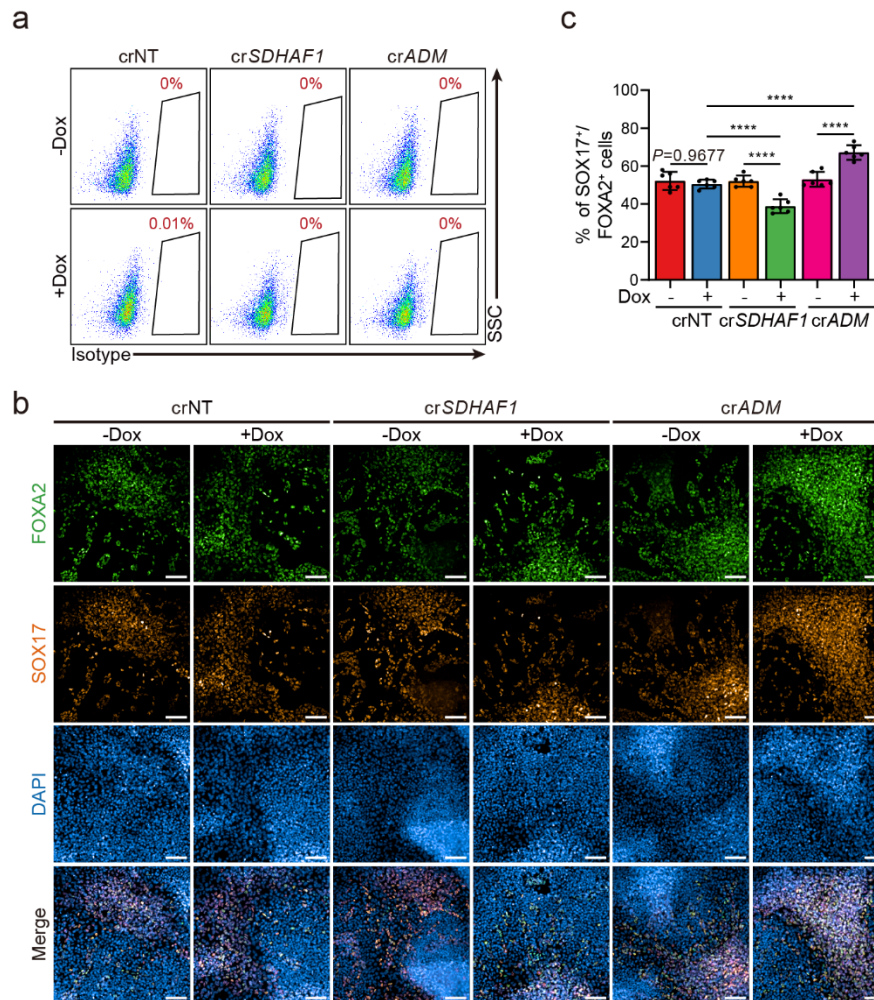 a
crNT crSDHAF1 crADM
-Dox 0% 0% 0%
+Dox 0.01% 0% 0%
Isotype
SSC
c
% of SOX17⁺/
FOXA2⁺ cells
100
80
60
40
20
0
****
****
P=0.9677 **** ****
Dox - + - + - +
crNT crSDHAF1 crADM
b
crNT crSDHAF1 crADM
-Dox +Dox -Dox +Dox -Dox +Dox
FOXA2
SOX17
DAPI
Merge